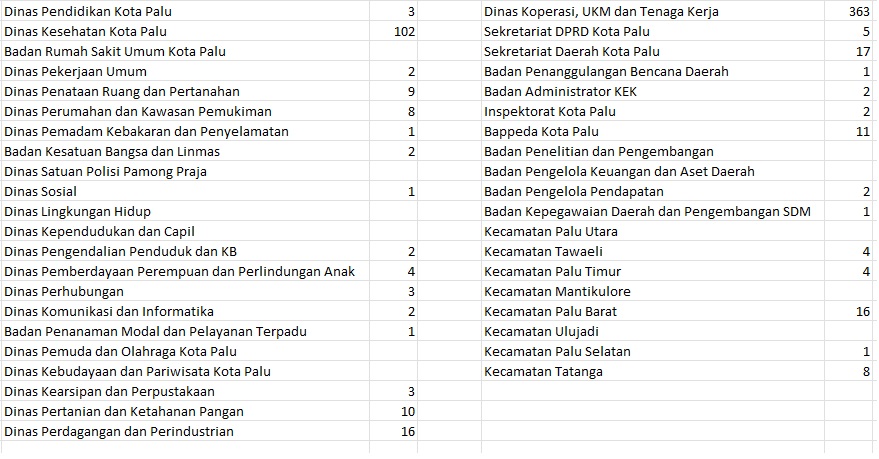 Dinas Pendidikan Kota Palu 3
Dinas Kesehatan Kota Palu 102
Badan Rumah Sakit Umum Kota Palu
Dinas Pekerjaan Umum 2
Dinas Penataan Ruang dan Pertanahan 9
Dinas Perumahan dan Kawasan Pemukiman 8
Dinas Pemadam Kebakaran dan Penyelamatan 1
Badan Kesatuan Bangsa dan Linmas 2
Dinas Satuan Polisi Pamong Praja
Dinas Sosial 1
Dinas Lingkungan Hidup
Dinas Kependudukan dan Capil
Dinas Pengendalian Penduduk dan KB 2
Dinas Pemberdayaan Perempuan dan Perlindungan Anak 4
Dinas Perhubungan 3
Dinas Komunikasi dan Informatika 2
Badan Penanaman Modal dan Pelayanan Terpadu 1
Dinas Pemuda dan Olahraga Kota Palu
Dinas Kebudayaan dan Pariwisata Kota Palu
Dinas Kearsipan dan Perpustakaan 3
Dinas Pertanian dan Ketahanan Pangan 10
Dinas Perdagangan dan Perindustrian 16
Dinas Koperasi, UKM dan Tenaga Kerja 363
Sekretariat DPRD Kota Palu 5
Sekretariat Daerah Kota Palu 17
Badan Penanggulangan Bencana Daerah 1
Badan Administrator KEK 2
Inspektorat Kota Palu 2
Bappeda Kota Palu 11
Badan Penelitian dan Pengembangan
Badan Pengelola Keuangan dan Aset Daerah
Badan Pengelola Pendapatan 2
Badan Kepegawaian Daerah dan Pengembangan SDM 1
Kecamatan Palu Utara
Kecamatan Tawaeli 4
Kecamatan Palu Timur 4
Kecamatan Mantikulore
Kecamatan Palu Barat 16
Kecamatan Ulujadi
Kecamatan Palu Selatan 1
Kecamatan Tatanga 8